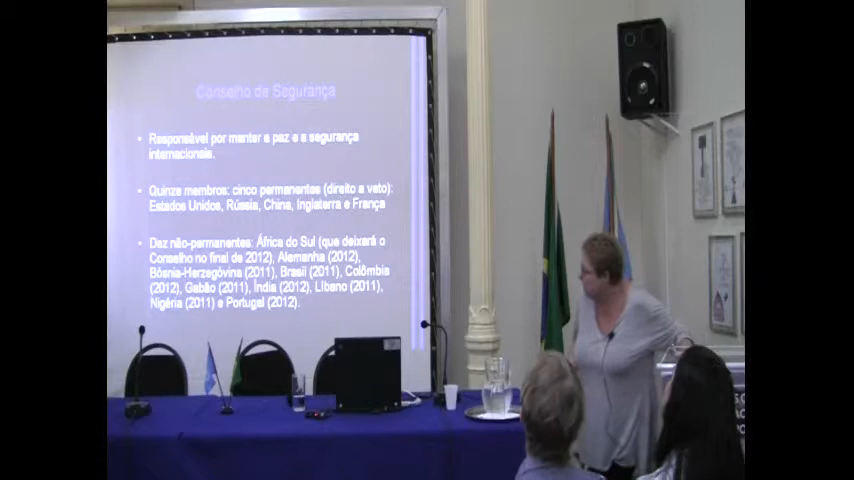 Conselho de Segurança
• Responsável por manter a paz e a segurança
internacionais.
• Quinze membros: cinco permanentes (direito a veto):
Estados Unidos, Rússia, China, Inglaterra e França
• Dez não-permanentes: África do Sul (que deixará o
Conselho no final de 2012), Alemanha (2012),
Bósnia-Herzegóvina (2011), Brasil (2011), Colômbia
(2012), Gabão (2011), Índia (2012), Líbano (2011),
Nigéria (2011) e Portugal (2012).